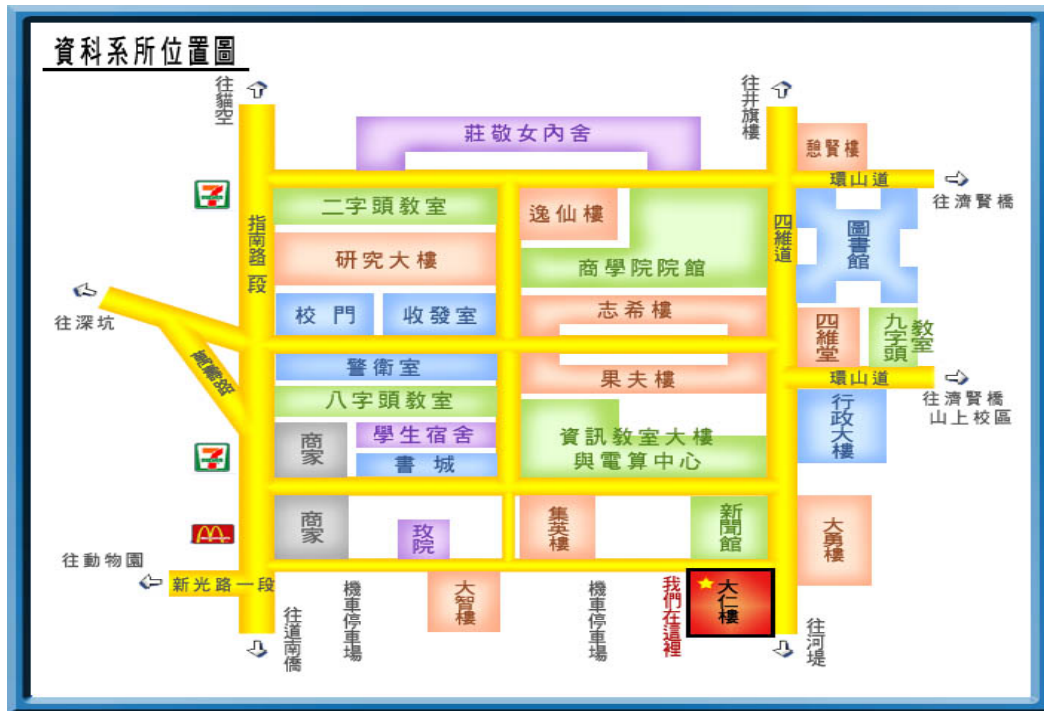 資科系所位置圖
往貓空
往井旗樓
莊敬女內舍
憩賢樓
環山道
往濟賢橋
二字頭教室
逸仙樓
指南路二段
四維道
圖書館
研究大樓
商學院院館
校門
收發室
志希樓
往深坑
四維堂
九字頭
教室
萬壽路
警衛室
果夫樓
環山道
往濟賢橋
山上校區
八字頭教室
行政大樓
商家
學生宿舍
書城
資訊教室大樓
與電算中心
商家
玫院
集英樓
新聞館
大勇樓
往動物園
新光路一段
往道南僑
機車停車場
大智樓
機車停車場
我們在這裡
大仁樓
往河堤